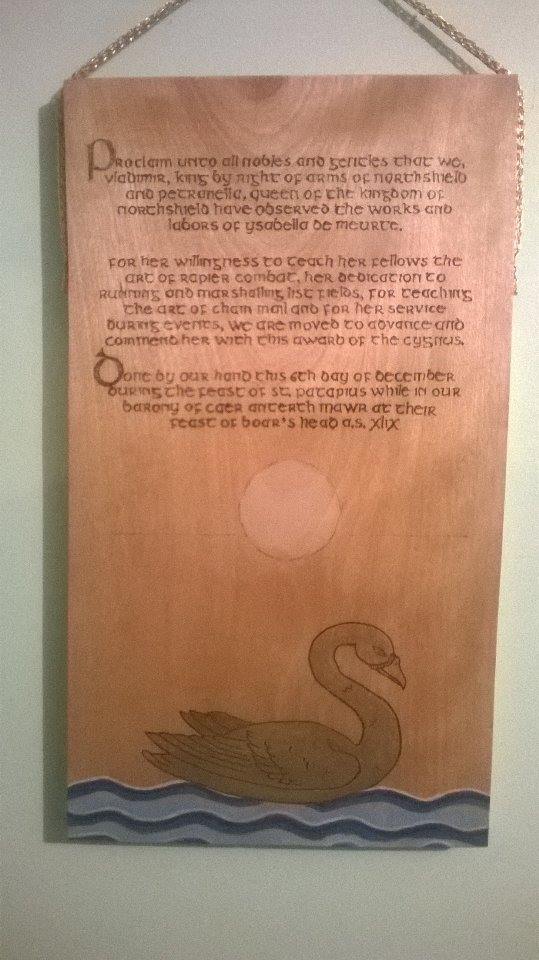 Proclaim unto all nobles and gentles that we,
vladimir, king by right of arms of northshield
and petranella, queen of the kingdom of
northshield have observed the works and
labors of ysabella de meurte.
for her willingness to teach her fellows the
art of rapier combat, her dedication to
running and marshalling list fields, for teaching
the art of chain mail and for her service
during events, we are moved to advance and
commend her with this award of the cygnus.
Done by our hand this 6th day of december
during the feast of st. patapius while in our
barony of caer anterth mawr at their
feast of boar's head a.s. xlix